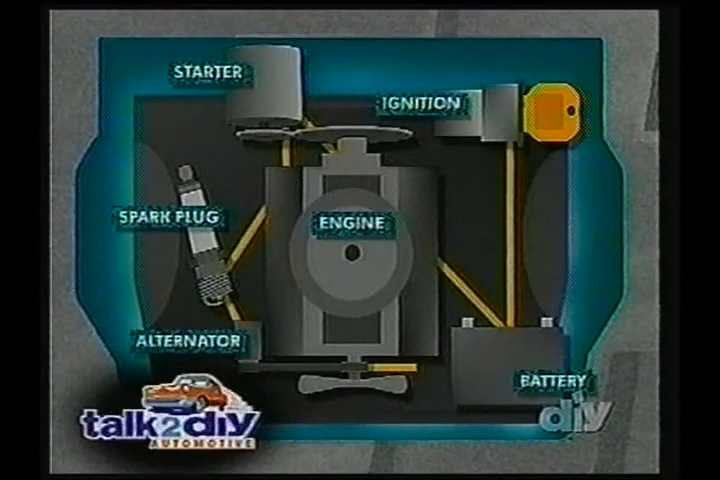 STARTER
IGNITION
SPARK PLUG
ENGINE
ALTERNATOR
BATTERY
talk2diy
AUTOMOTIVE
diy